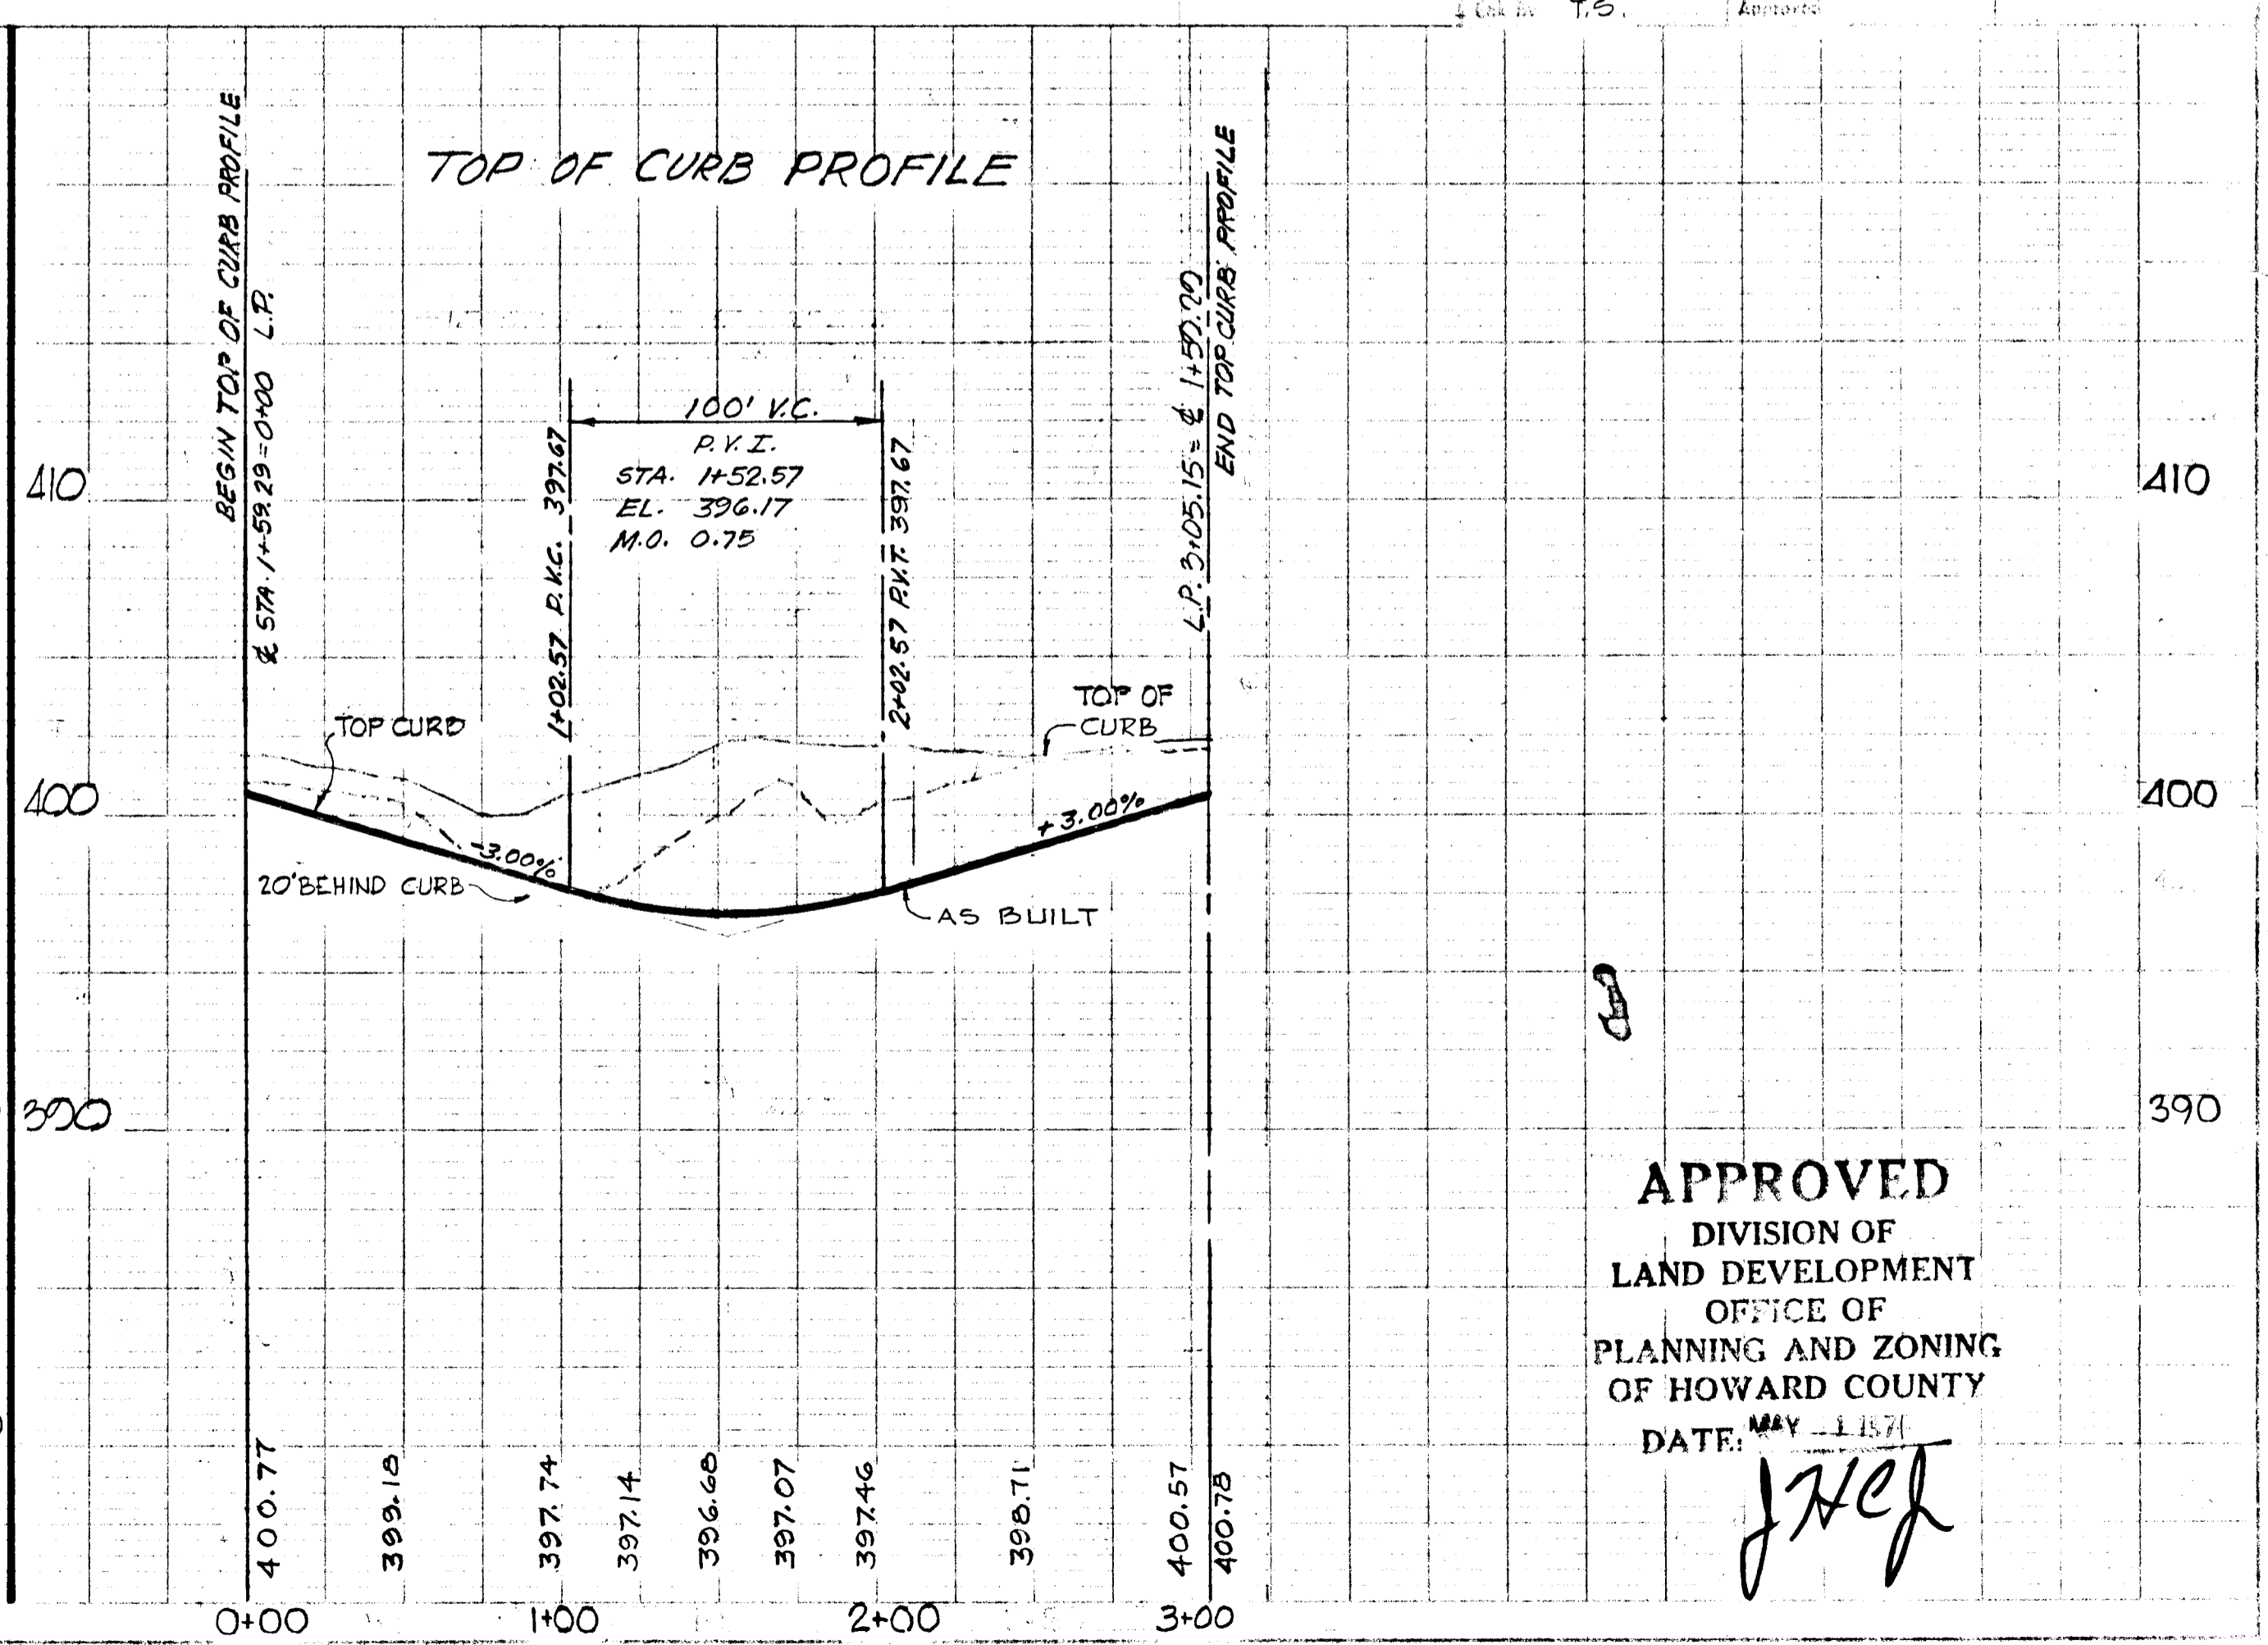 T.S.
Approved
TOP OF CURB PROFILE
BEGIN TOP OF CURB PROFILE
℄ STA. 1+59.29=0+00 L.P.
1+02.57 P.V.C. 397.67
100' V.C.
P.V.I.
STA. 1+52.57
EL. 396.17
M.O. 0.75
2+02.57 P.V.T. 397.67
L.P. 3+05.15= ℄ 1+59.29
END TOP CURB PROFILE
410
410
TOP CURB
TOP OF
CURB
400
400
-3.00%
+3.00%
20' BEHIND CURB
AS BUILT
390
390
APPROVED
DIVISION OF
LAND DEVELOPMENT
OFFICE OF
PLANNING AND ZONING
OF HOWARD COUNTY
DATE: MAY
JHCJ
400.77
399.18
397.74
397.14
396.68
397.07
397.46
398.71
400.57
400.78
0+00
1+00
2+00
3+00